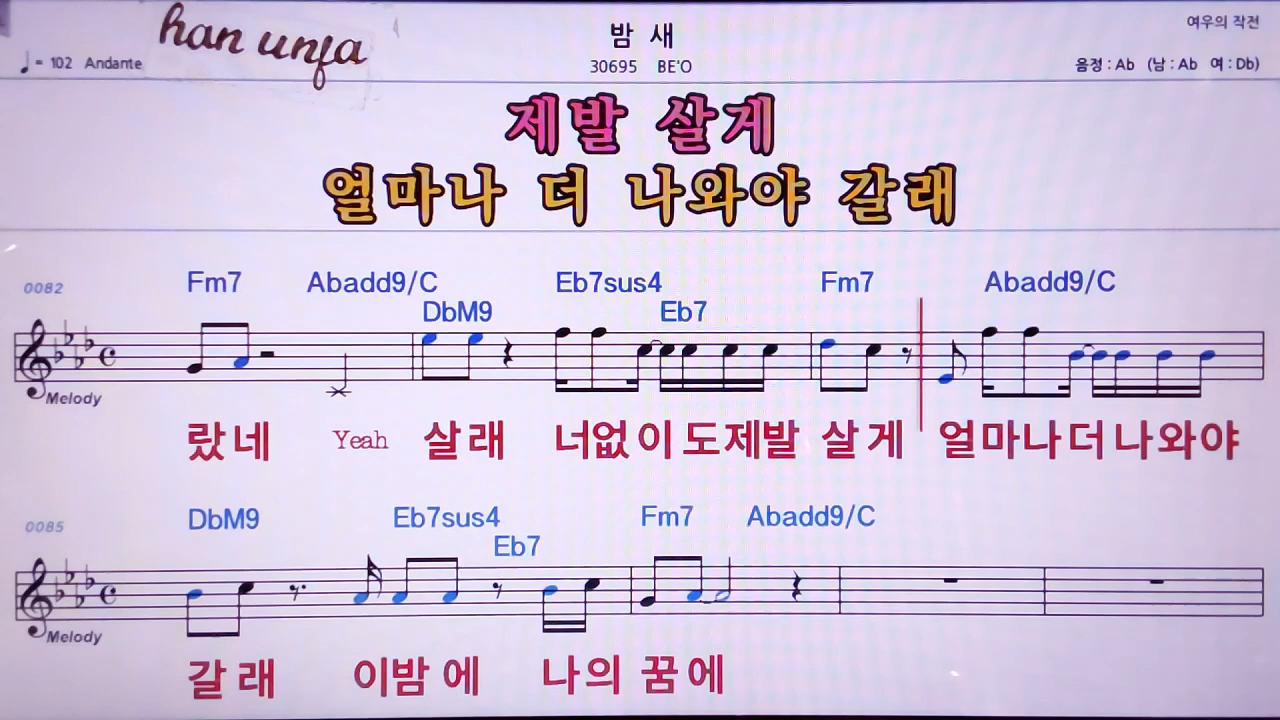 han unja
밤 새
여우의 작전
♩= 102 Andante
30695 BE'O
음정 : Ab (남 : Ab 여 : Db)
제발 살게
얼마나 더 나와야 갈래
0082 Fm7 Abadd9/C Eb7sus4 Fm7 Abadd9/C
DbM9 Eb7
Melody
랐네 Yeah 살래 너없이도제발 살게 얼마나더나와야
0085 DbM9 Eb7sus4 Fm7 Abadd9/C
Eb7
Melody
갈래 이밤에 나의 꿈에